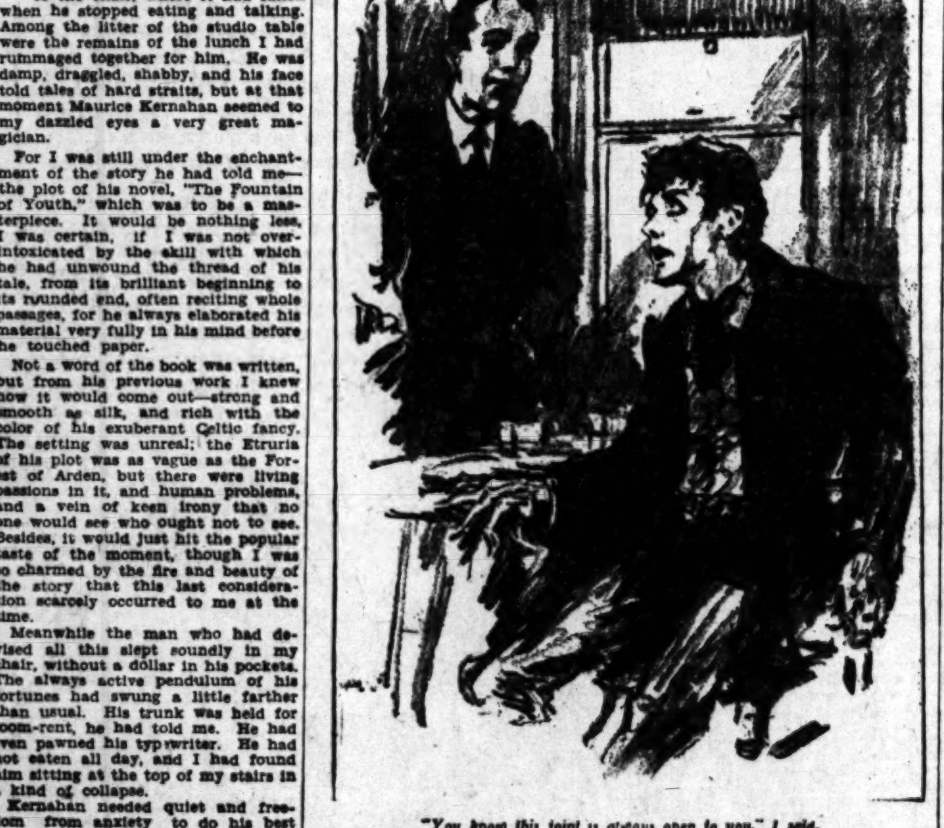 when he stopped eating and talking.
Among the litter of the studio table
were the remains of the lunch I had
rummaged together for him. He was
damp, draggled, shabby, and his face
told tales of hard straits, but at that
moment Maurice Kernahan seemed to
my dazzled eyes a very great ma-
gician.
For I was still under the enchant-
ment of the story he had told me—
the plot of his novel, "The Fountain
of Youth," which was to be a mas-
terpiece. It would be nothing less,
I was certain, if I was not over-
intoxicated by the skill with which
he had unwound the thread of his
tale, from its brilliant beginning to
its rounded end, often reciting whole
passages, for he always elaborated his
material very fully in his mind before
he touched paper.
Not a word of the book was written,
but from his previous work I knew
how it would come out—strong and
smooth as silk, and rich with the
color of his exuberant Celtic fancy.
The setting was unreal; the Etruria
of his plot was as vague as the For-
est of Arden, but there were living
passions in it, and human problems,
and a vein of keen irony that no
one would see who ought not to see.
Besides, it would just hit the popular
taste of the moment, though I was
so charmed by the fire and beauty of
the story that this last considera-
tion scarcely occurred to me at the
time.
Meanwhile the man who had de-
vised all this slept soundly in my
chair, without a dollar in his pockets.
The always active pendulum of his
fortunes had swung a little farther
than usual. His trunk was held for
room-rent, he had told me. He had
even pawned his typewriter. He had
not eaten all day, and I had found
him sitting at the top of my stairs in
a kind of collapse.
Kernahan needed quiet and free-
dom from anxiety to do his best
"You know this joint is always open to you," I said.